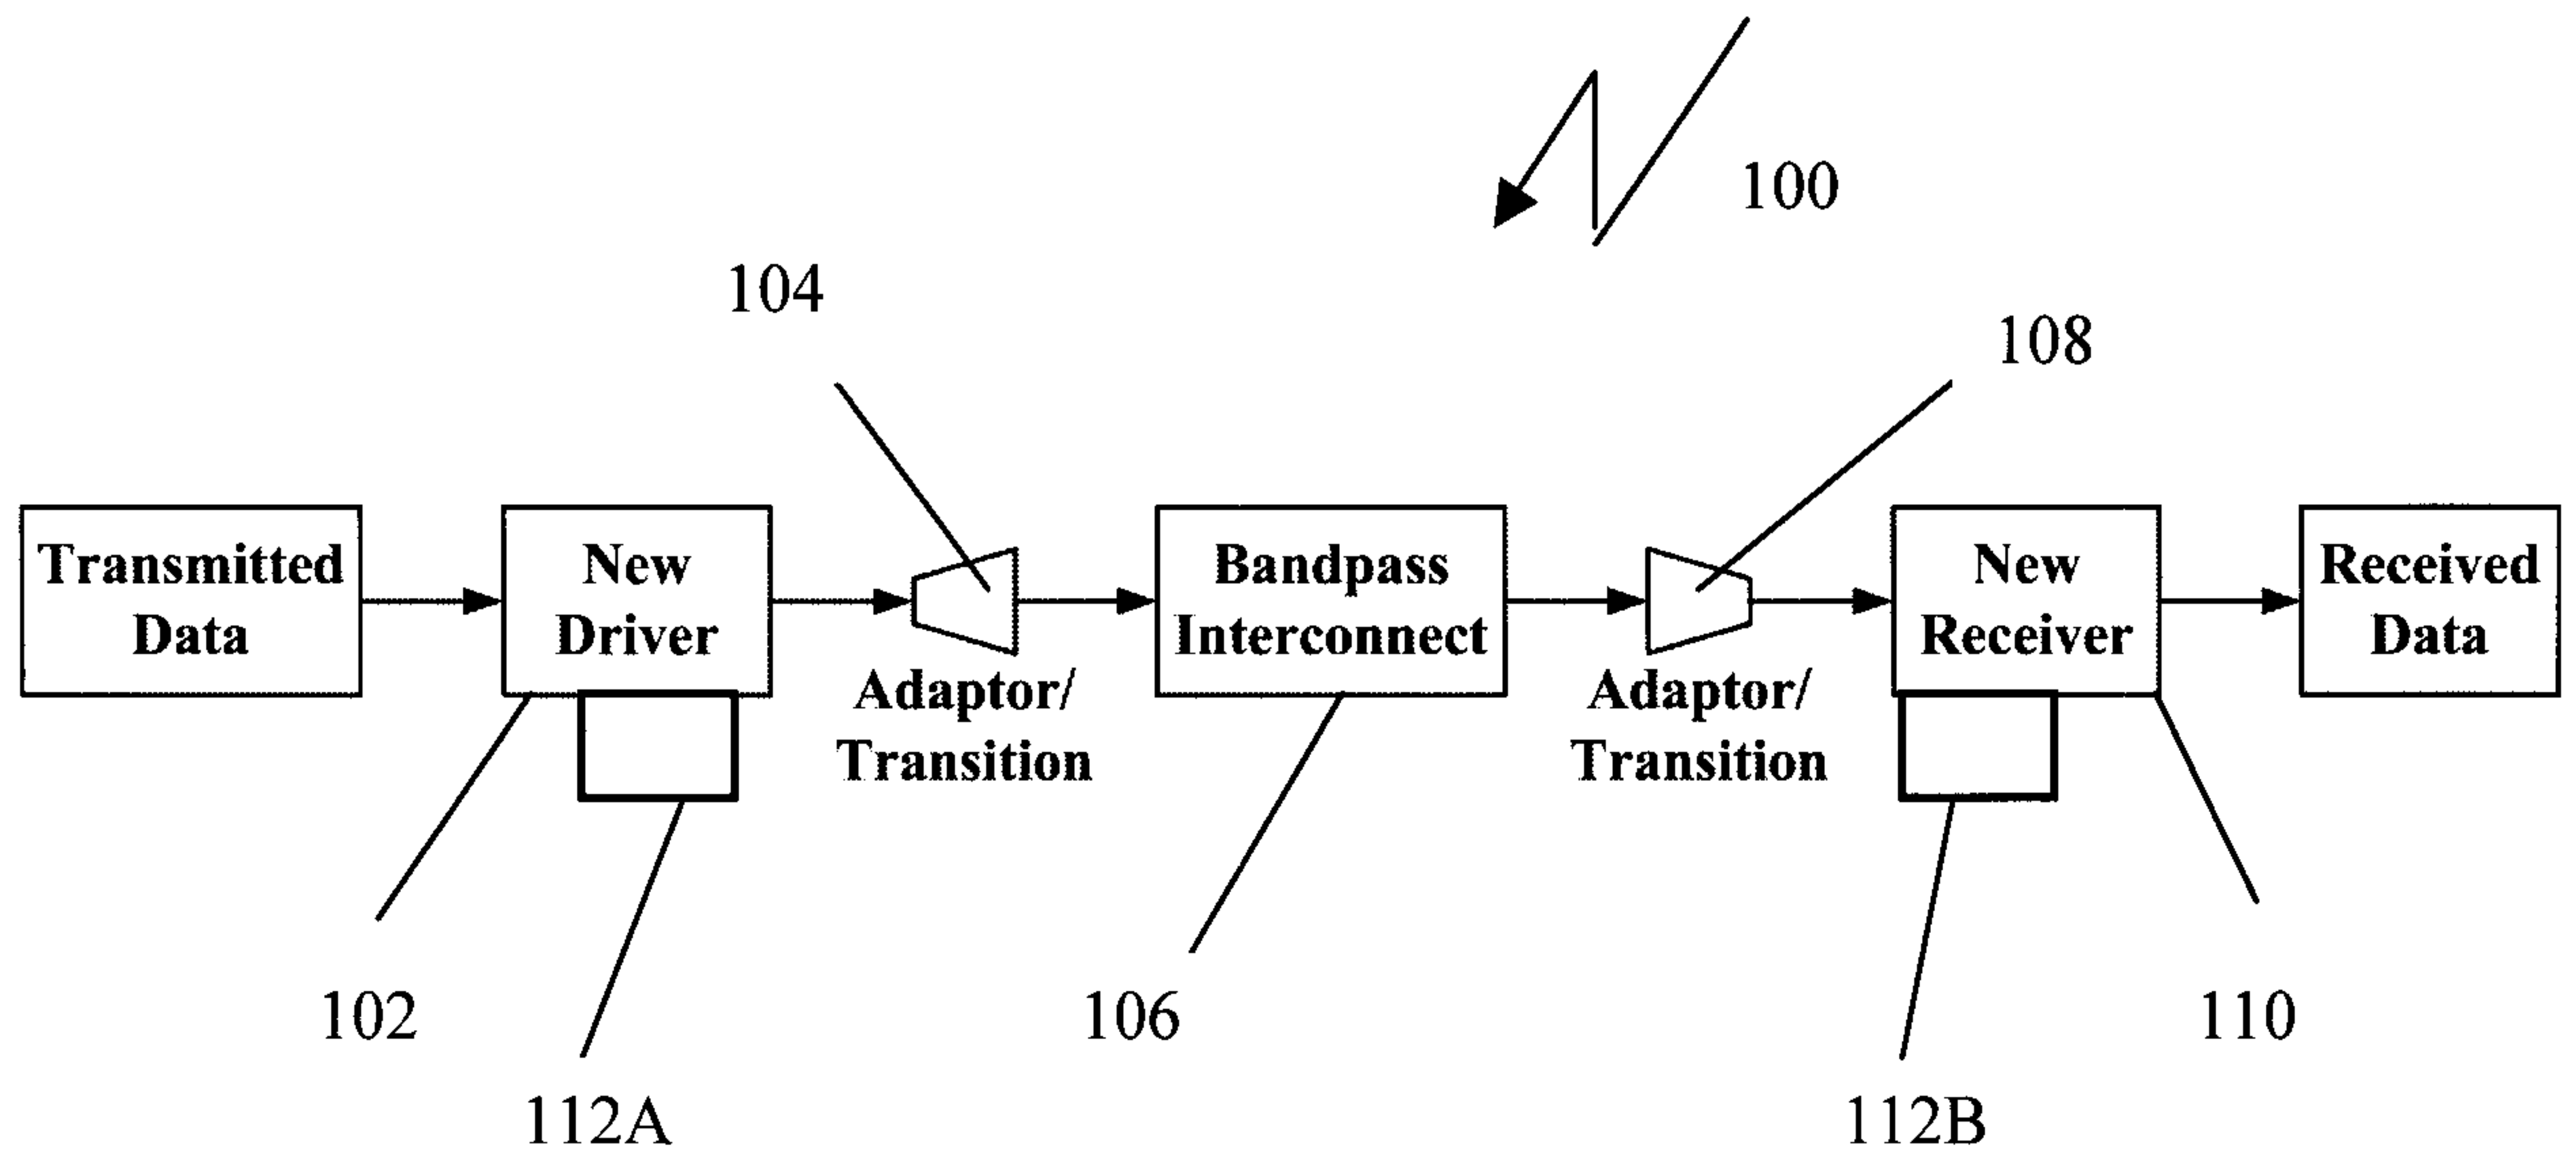 100
104
108
Transmitted
Data
New
Driver
Adaptor/
Transition
Bandpass
Interconnect
Adaptor/
Transition
New
Receiver
Received
Data
102
106
110
112A
112B